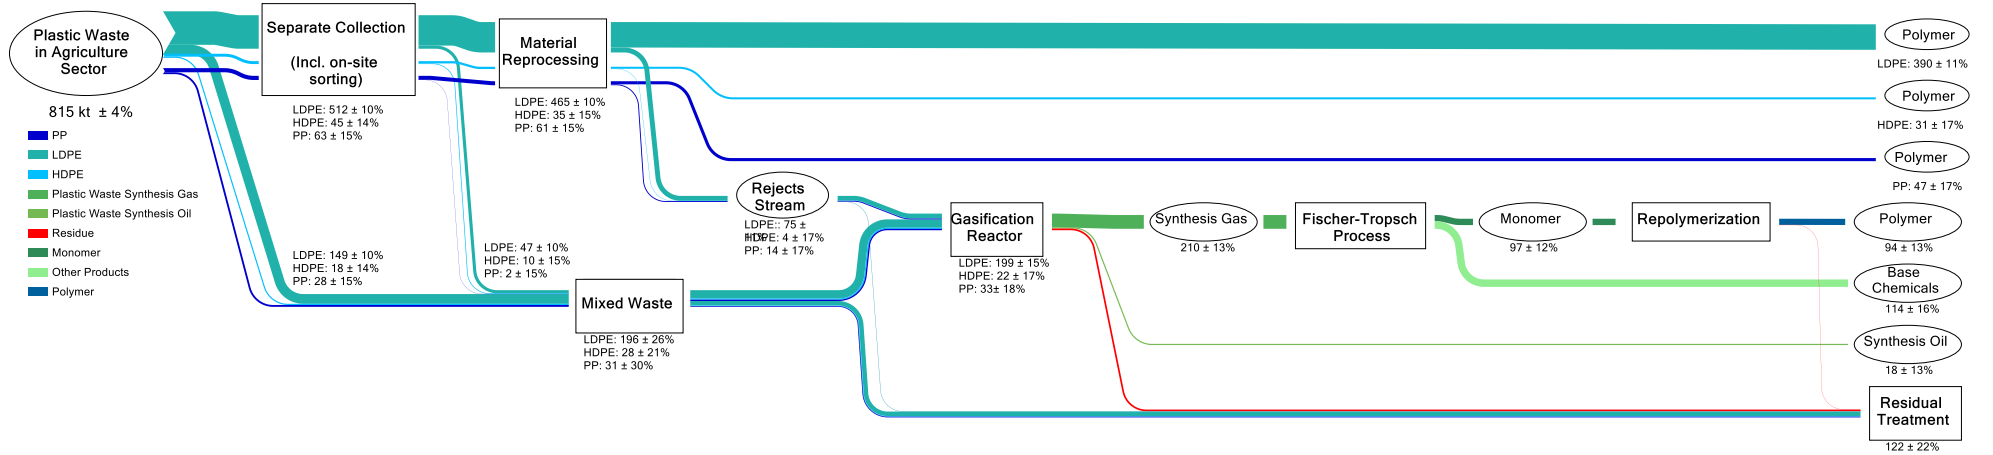 Plastic Waste
in Agriculture
Sector
815 kt ± 4%
PP
LDPE
HDPE
Plastic Waste Synthesis Gas
Plastic Waste Synthesis Oil
Residue
Monomer
Other Products
Polymer
Separate Collection
(Incl. on-site
sorting)
LDPE: 512 ± 10%
HDPE: 45 ± 14%
PP: 63 ± 15%
LDPE: 149 ± 10%
HDPE: 18 ± 14%
PP: 28 ± 15%
Material
Reprocessing
LDPE: 465 ± 10%
HDPE: 35 ± 15%
PP: 61 ± 15%
LDPE: 47 ± 10%
HDPE: 10 ± 15%
PP: 2 ± 15%
Mixed Waste
LDPE: 196 ± 26%
HDPE: 28 ± 21%
PP: 31 ± 30%
Rejects
Stream
LDPE:: 75 ±
HDPE: 4 ± 17%
PP: 14 ± 17%
Gasification
Reactor
LDPE: 199 ± 15%
HDPE: 22 ± 17%
PP: 33± 18%
Synthesis Gas
210 ± 13%
Fischer-Tropsch
Process
Monomer
97 ± 12%
Repolymerization
Polymer
LDPE: 390 ± 11%
Polymer
HDPE: 31 ± 17%
Polymer
PP: 47 ± 17%
Polymer
94 ± 13%
Base
Chemicals
114 ± 16%
Synthesis Oil
18 ± 13%
Residual
Treatment
122 ± 22%